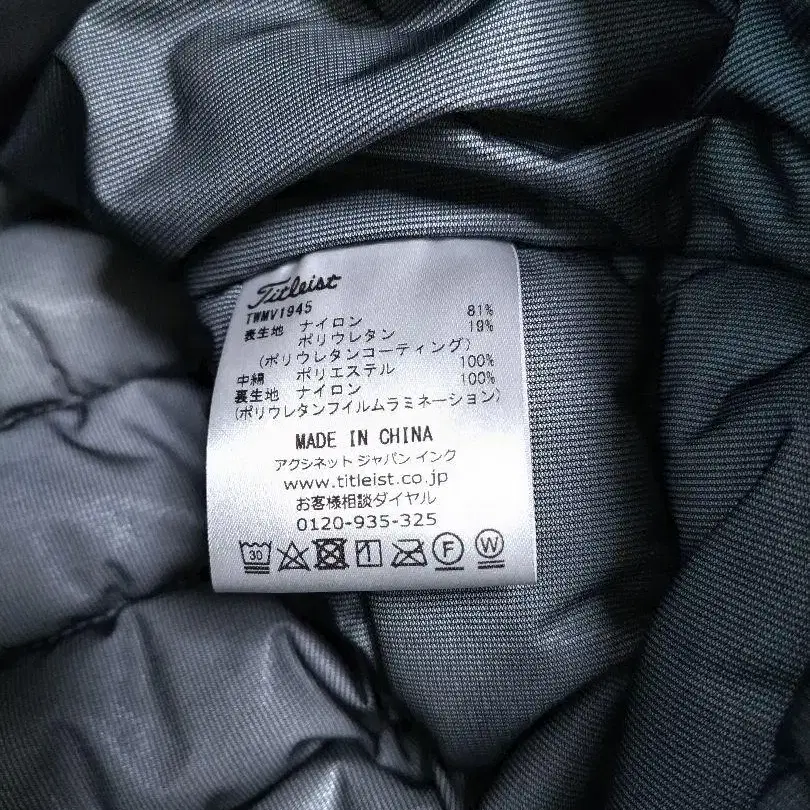 Titleist
TWMV1945
表生地 ナイロン 81%
ポリウレタン 19%
(ポリウレタンコーティング)
中綿 ポリエステル 100%
裏生地 ナイロン 100%
(ポリウレタンフイルムラミネーション)
MADE IN CHINA
アクシネット ジャパン インク
www.titleist.co.jp
お客様相談ダイヤル
0120-935-325
30 F W